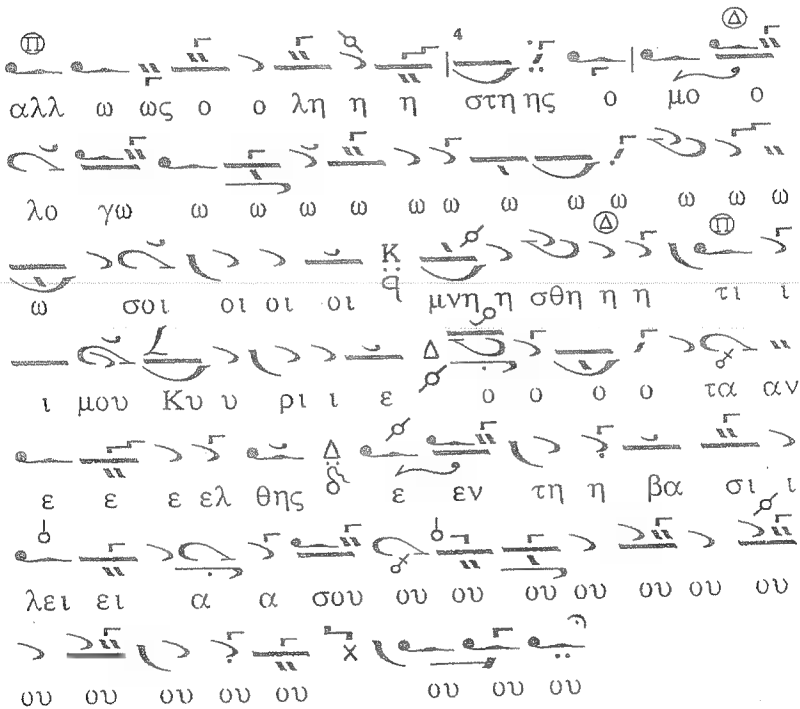 Π 4 Δ
αλλ ω ως ο ο λη η η στη ης ο μο ο
λο γω ω ω ω ω ω ω ω ω ω ω ω ω
Δ Π
ω σοι οι οι οι Κ q μνη η σθη η η τι ι
ι μου Κυ υ ρι ι ε Δ ο ο ο ο τα αν
ε ε ε ελ θης Δ ε εν τη η βα σι ι
λει ει α α σου ου ου ου ου ου ου ου
ου ου ου ου ου ου ου ου